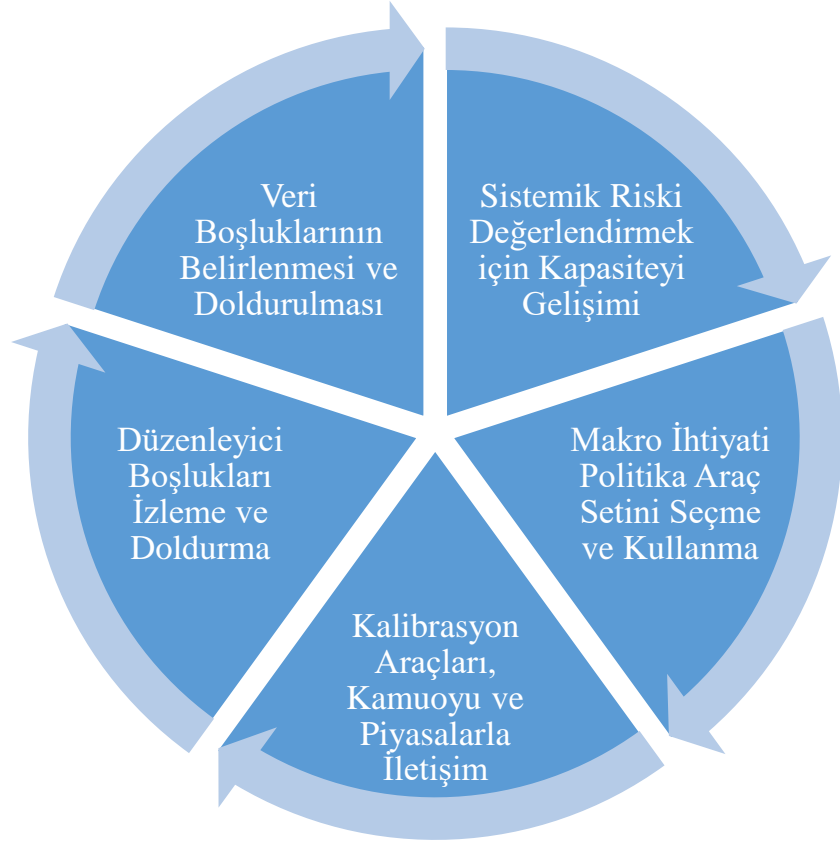 Veri
Boşluklarının
Belirlenmesi ve
Doldurulması
Sistemik Riski
Değerlendirmek
için Kapasiteyi
Gelişimi
Makro İhtiyati
Politika Araç
Setini Seçme
ve Kullanma
Kalibrasyon
Araçları,
Kamuoyu ve
Piyasalarla
İletişim
Düzenleyici
Boşlukları
İzleme ve
Doldurma